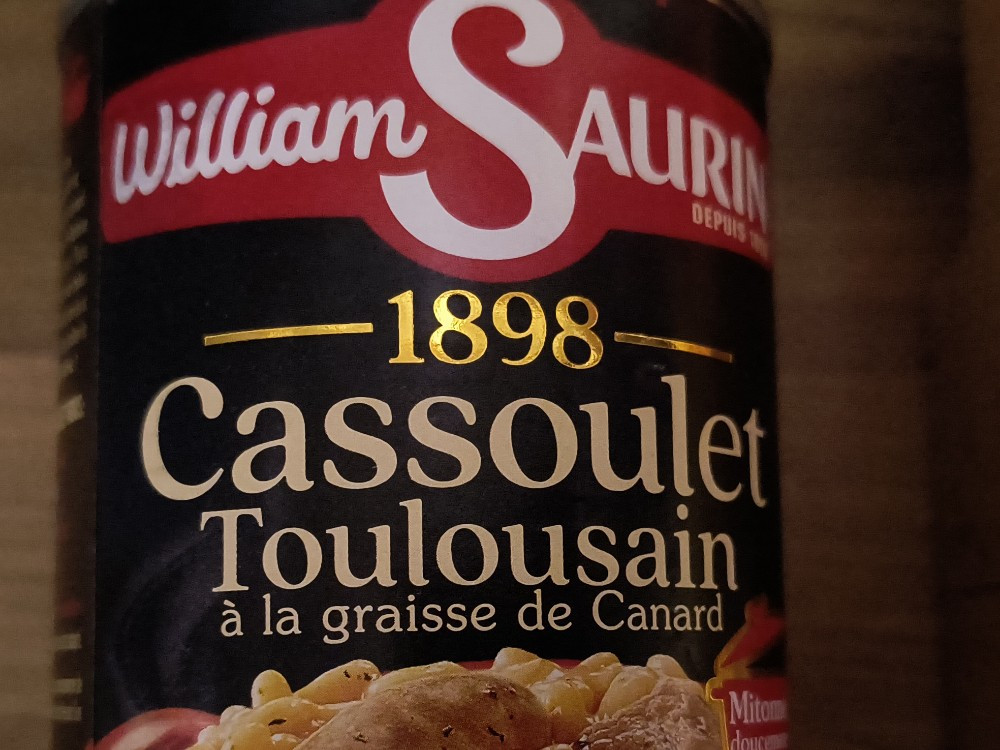 William SAURIN
DEPUIS
1898
Cassoulet
Toulousain
à la graisse de Canard